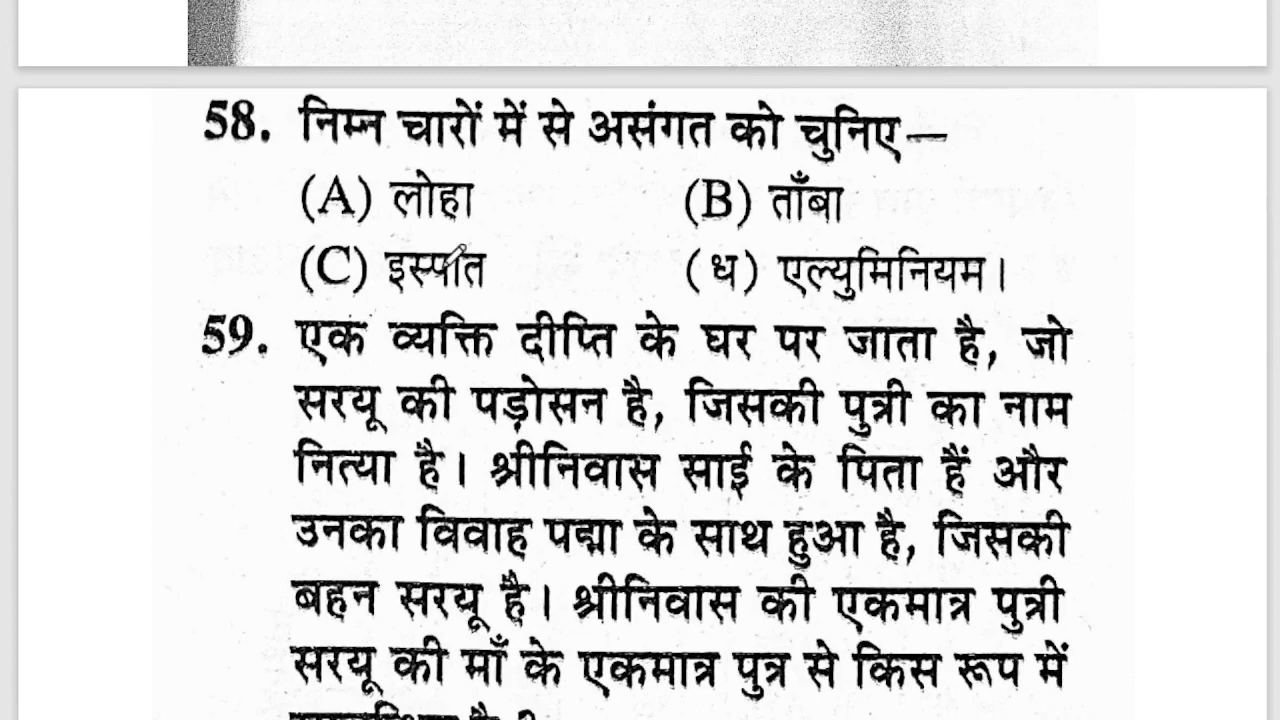 58. निम्न चारों में से असंगत को चुनिए—
(A) लोहा (B) ताँबा
(C) इस्पात (ध) एल्युमिनियम।
59. एक व्यक्ति दीप्ति के घर पर जाता है, जो
सरयू की पड़ोसन है, जिसकी पुत्री का नाम
नित्या है। श्रीनिवास साई के पिता हैं और
उनका विवाह पद्मा के साथ हुआ है, जिसकी
बहन सरयू है। श्रीनिवास की एकमात्र पुत्री
सरयू की माँ के एकमात्र पुत्र से किस रूप में